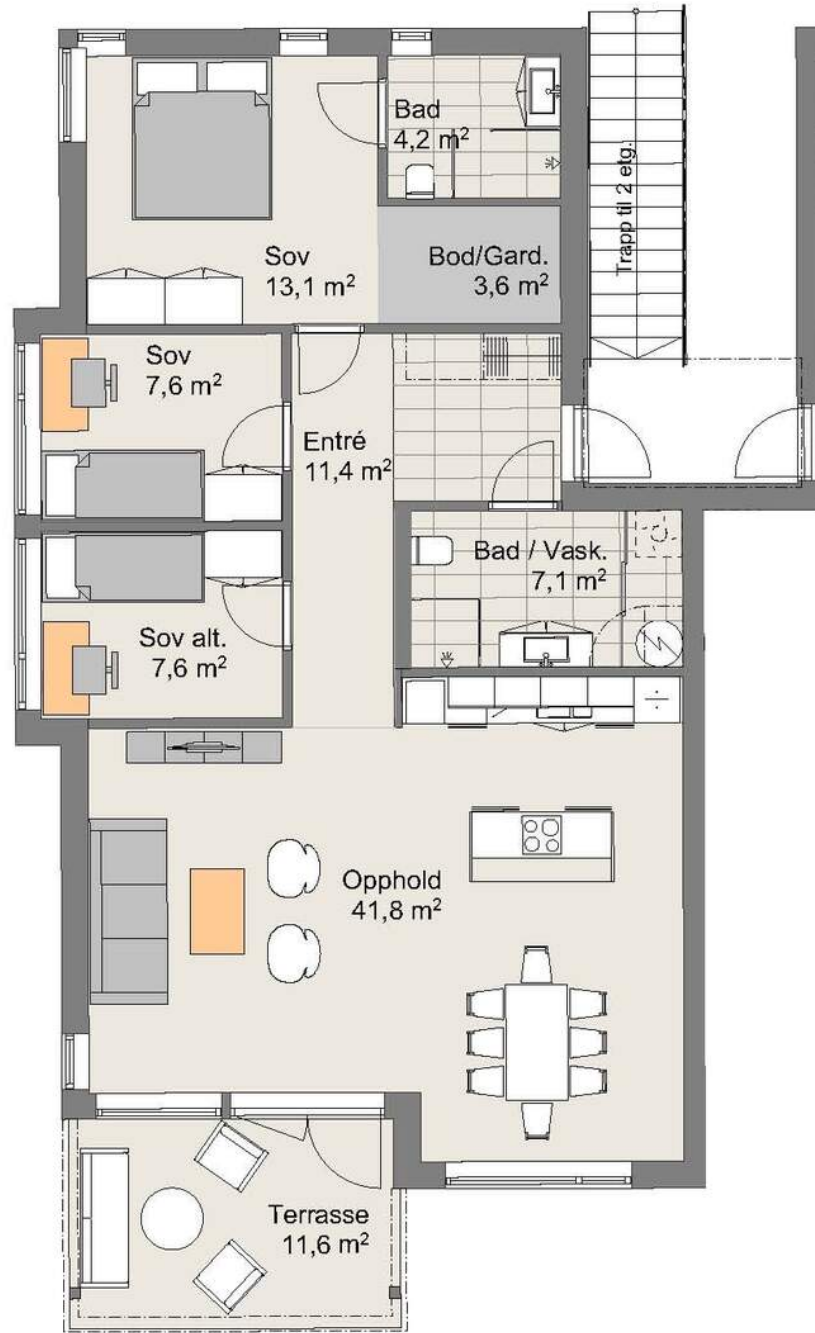 Bad
4,2 m²
Trapp til 2 etg.
Sov
13,1 m²
Bod/Gard.
3,6 m²
Sov
7,6 m²
Entré
11,4 m²
Bad / Vask.
7,1 m²
Sov alt.
7,6 m²
Opphold
41,8 m²
Terrasse
11,6 m²